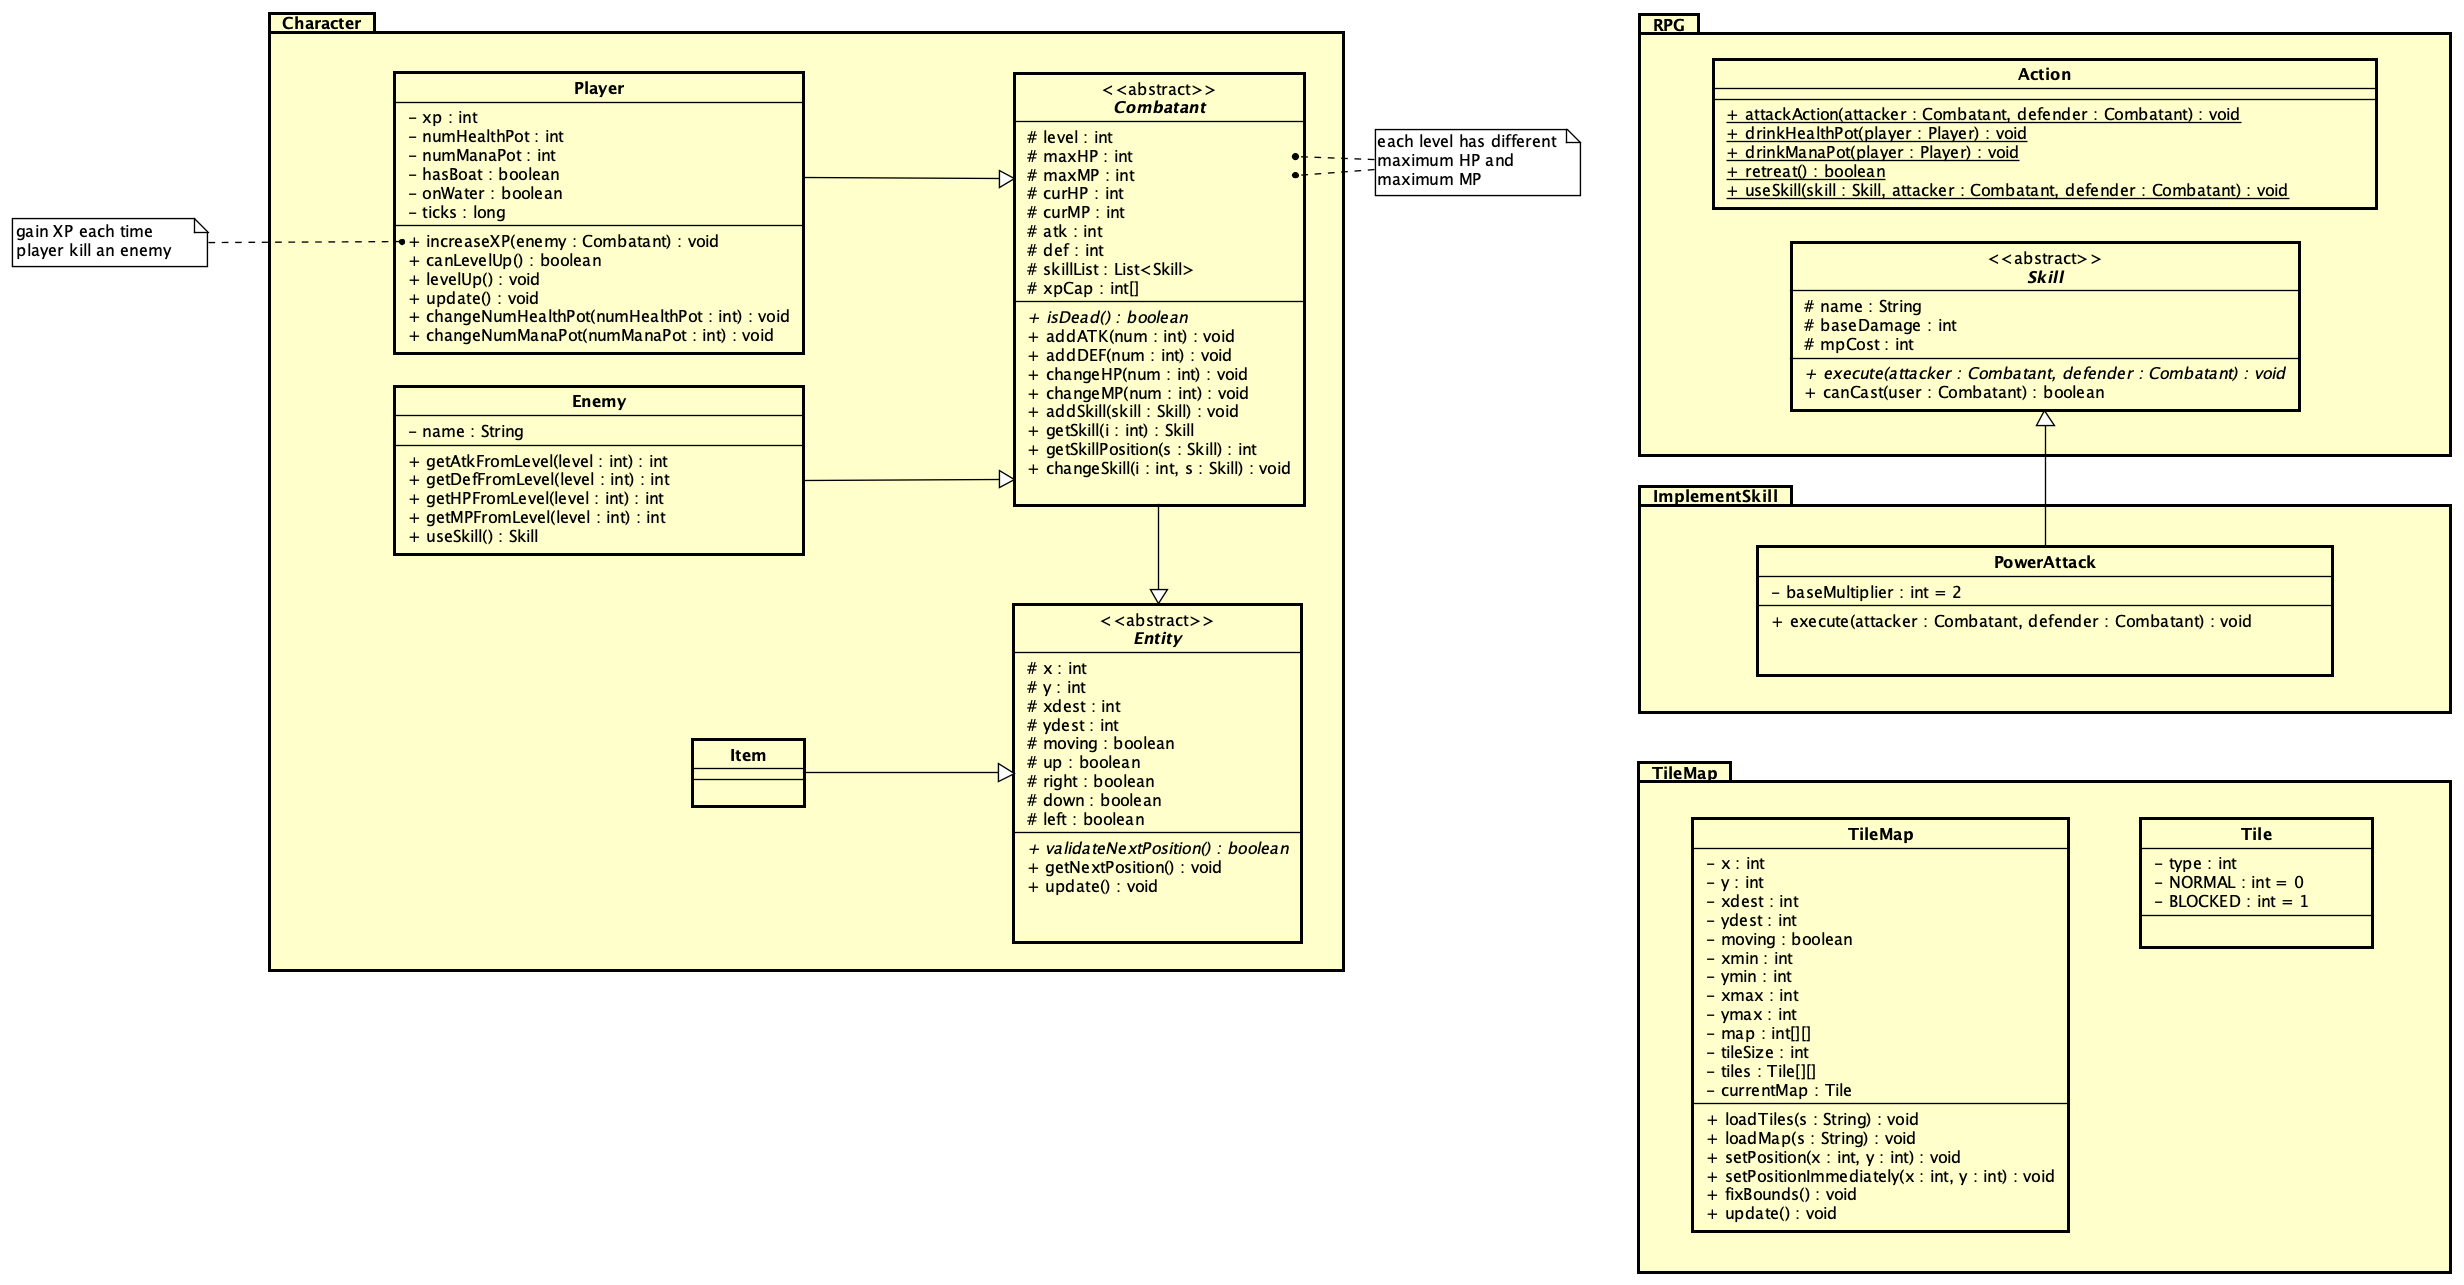 Character
Player
– xp : int
– numHealthPot : int
– numManaPot : int
– hasBoat : boolean
– onWater : boolean
– ticks : long
+ increaseXP(enemy : Combatant) : void
+ canLevelUp() : boolean
+ levelUp() : void
+ update() : void
+ changeNumHealthPot(numHealthPot : int) : void
+ changeNumManaPot(numManaPot : int) : void
gain XP each time
player kill an enemy
Enemy
– name : String
+ getAtkFromLevel(level : int) : int
+ getDefFromLevel(level : int) : int
+ getHPFromLevel(level : int) : int
+ getMPFromLevel(level : int) : int
+ useSkill() : Skill
<<abstract>>
Combatant
# level : int
# maxHP : int
# maxMP : int
# curHP : int
# curMP : int
# atk : int
# def : int
# skillList : List<Skill>
# xpCap : int[]
+ isDead() : boolean
+ addATK(num : int) : void
+ addDEF(num : int) : void
+ changeHP(num : int) : void
+ changeMP(num : int) : void
+ addSkill(skill : Skill) : void
+ getSkill(i : int) : Skill
+ getSkillPosition(s : Skill) : int
+ changeSkill(i : int, s : Skill) : void
each level has different
maximum HP and
maximum MP
Item
<<abstract>>
Entity
# x : int
# y : int
# xdest : int
# ydest : int
# moving : boolean
# up : boolean
# right : boolean
# down : boolean
# left : boolean
+ validateNextPosition() : boolean
+ getNextPosition() : void
+ update() : void
RPG
Action
+ attackAction(attacker : Combatant, defender : Combatant) : void
+ drinkHealthPot(player : Player) : void
+ drinkManaPot(player : Player) : void
+ retreat() : boolean
+ useSkill(skill : Skill, attacker : Combatant, defender : Combatant) : void
<<abstract>>
Skill
# name : String
# baseDamage : int
# mpCost : int
+ execute(attacker : Combatant, defender : Combatant) : void
+ canCast(user : Combatant) : boolean
ImplementSkill
PowerAttack
– baseMultiplier : int = 2
+ execute(attacker : Combatant, defender : Combatant) : void
TileMap
TileMap
– x : int
– y : int
– xdest : int
– ydest : int
– moving : boolean
– xmin : int
– ymin : int
– xmax : int
– ymax : int
– map : int[][]
– tileSize : int
– tiles : Tile[][]
– currentMap : Tile
+ loadTiles(s : String) : void
+ loadMap(s : String) : void
+ setPosition(x : int, y : int) : void
+ setPositionImmediately(x : int, y : int) : void
+ fixBounds() : void
+ update() : void
Tile
– type : int
– NORMAL : int = 0
– BLOCKED : int = 1